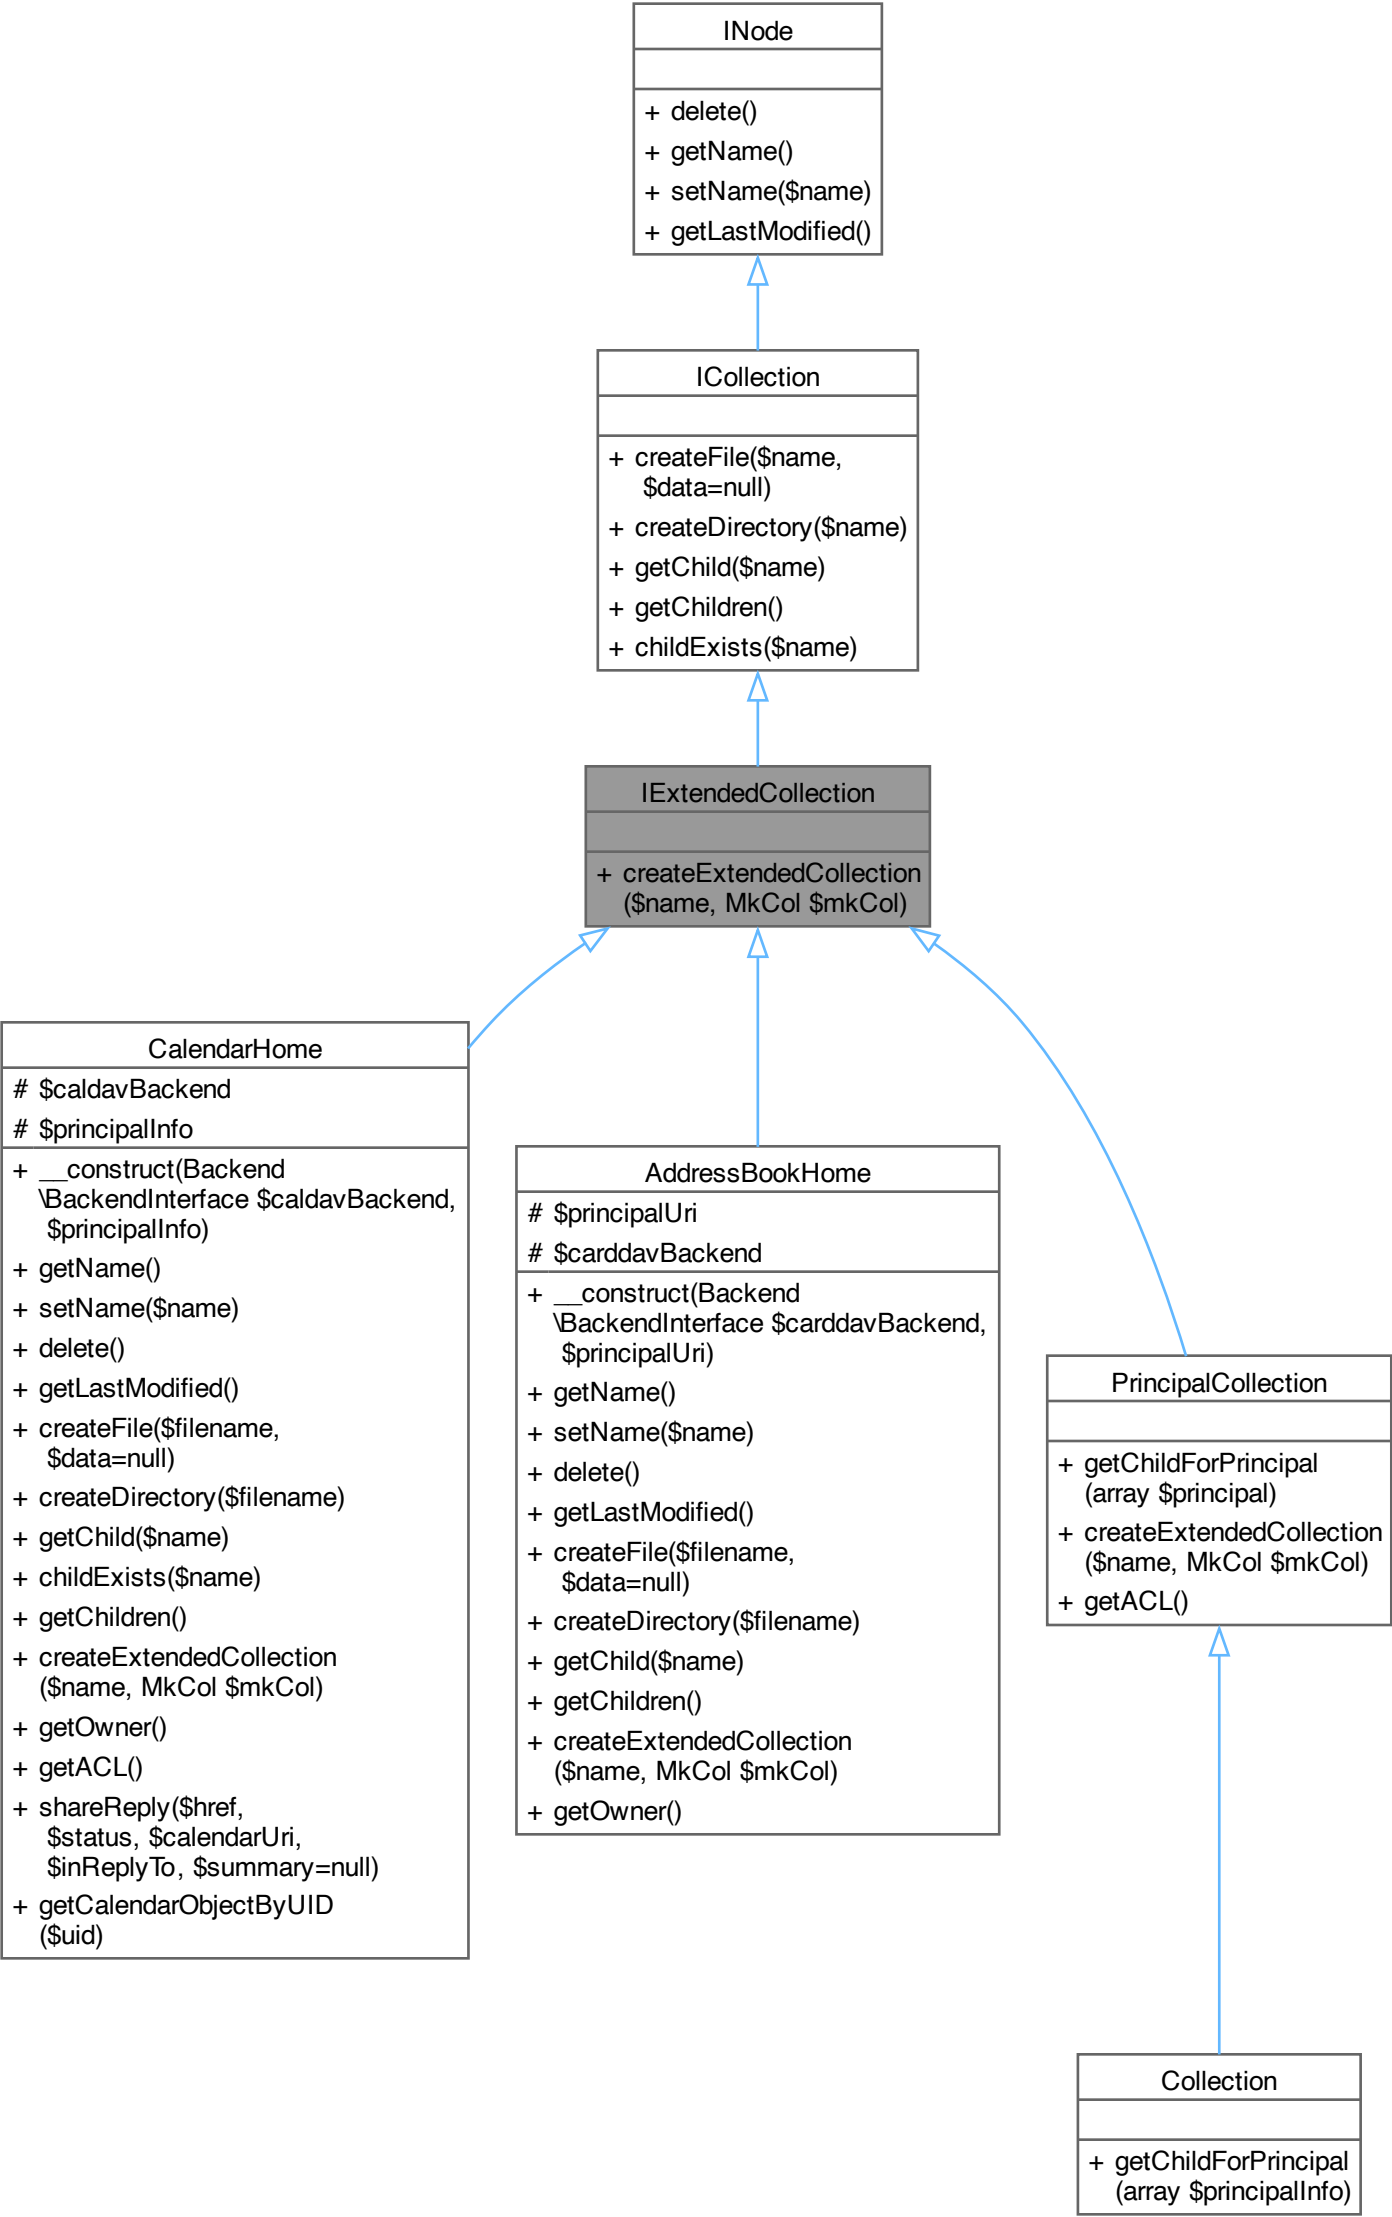 INode
+ delete()
+ getName()
+ setName($name)
+ getLastModified()
ICollection
+ createFile($name,
$data=null)
+ createDirectory($name)
+ getChild($name)
+ getChildren()
+ childExists($name)
IExtendedCollection
+ createExtendedCollection
($name, MkCol $mkCol)
CalendarHome
# $caldavBackend
# $principalInfo
+ __construct(Backend
\BackendInterface $caldavBackend,
$principalInfo)
+ getName()
+ setName($name)
+ delete()
+ getLastModified()
+ createFile($filename,
$data=null)
+ createDirectory($filename)
+ getChild($name)
+ childExists($name)
+ getChildren()
+ createExtendedCollection
($name, MkCol $mkCol)
+ getOwner()
+ getACL()
+ shareReply($href,
$status, $calendarUri,
$inReplyTo, $summary=null)
+ getCalendarObjectByUID
($uid)
AddressBookHome
# $principalUri
# $carddavBackend
+ __construct(Backend
\BackendInterface $carddavBackend,
$principalUri)
+ getName()
+ setName($name)
+ delete()
+ getLastModified()
+ createFile($filename,
$data=null)
+ createDirectory($filename)
+ getChild($name)
+ getChildren()
+ createExtendedCollection
($name, MkCol $mkCol)
+ getOwner()
PrincipalCollection
+ getChildForPrincipal
(array $principal)
+ createExtendedCollection
($name, MkCol $mkCol)
+ getACL()
Collection
+ getChildForPrincipal
(array $principalInfo)